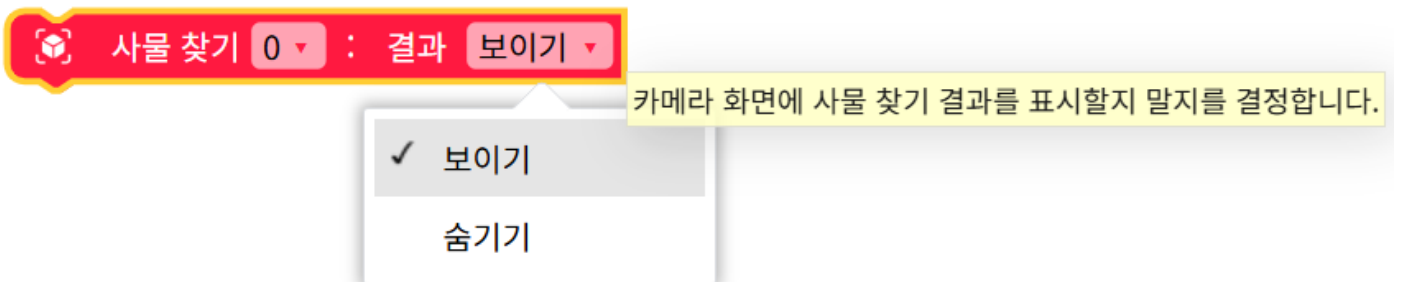 사물 찾기 0 : 결과 보이기
카메라 화면에 사물 찾기 결과를 표시할지 말지를 결정합니다.
✓ 보이기
숨기기